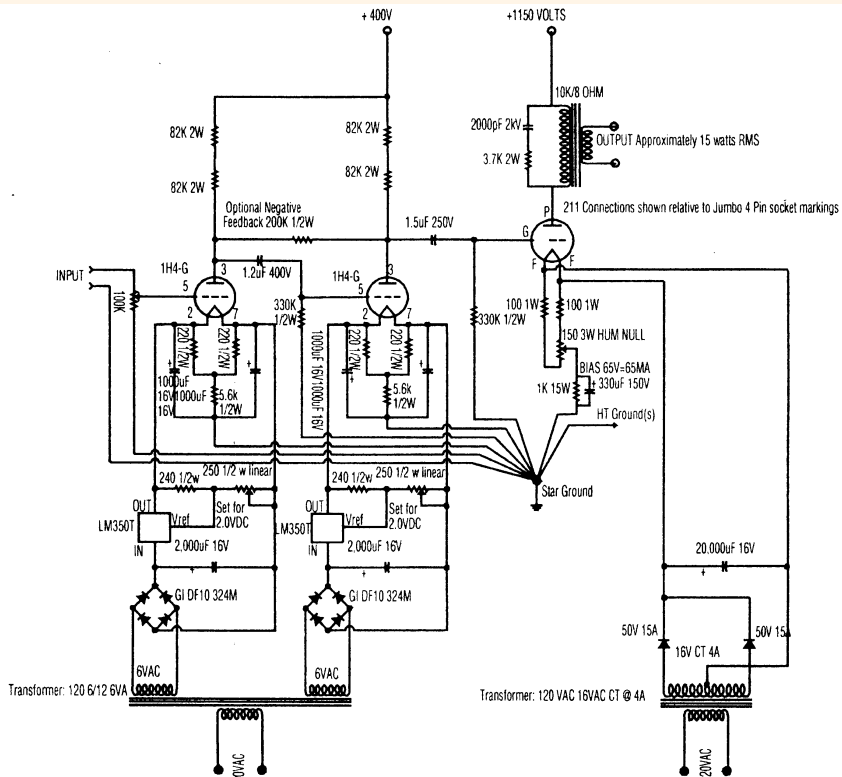 + 400V
+1150 VOLTS
10K/8 OHM
2000pF 2kV
OUTPUT Approximately 15 watts RMS
3.7K 2W
82K 2W
82K 2W
82K 2W
82K 2W
Optional Negative
Feedback 200K 1/2W
1.5uF 250V
P
211 Connections shown relative to Jumbo 4 Pin socket markings
G
F
F
INPUT
100K
1H4-G
3
5
2
7
1.2uF 400V
1H4-G
3
5
2
7
330K
1/2W
330K 1/2W
100 1W
100 1W
150 3W HUM NULL
220 1/2W
220 1/2W
220 1/2W
220 1/2W
+
+
+
+
1000uF
16V
16V
1000uF
5.6k
1/2W
1000uF 16V
1000uF 16V
5.6k
1/2W
BIAS 65V=65MA
+
330uF 150V
1K 15W
HT Ground(s)
Star Ground
240 1/2w
250 1/2 w linear
240 1/2w
250 1/2 w linear
OUT
LM350T
Vref
IN
Set for
2.0VDC
OUT
LM350T
Vref
IN
Set for
2.0VDC
2,000uF 16V
+
2,000uF 16V
+
20,000uF 16V
+
GI DF10 324M
GI DF10 324M
6VAC
6VAC
50V 15A
50V 15A
16V CT 4A
Transformer: 120 6/12 6VA
Transformer: 120 VAC 16VAC CT @ 4A
0VAC
20VAC